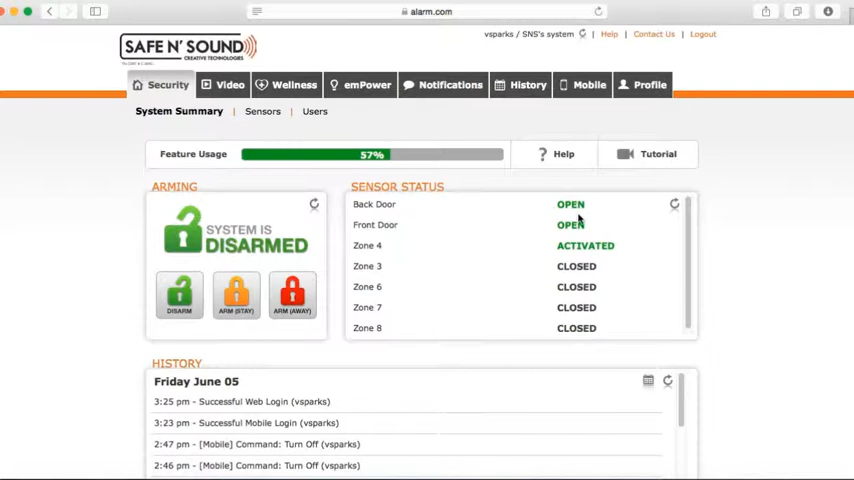 alarm.com
vsparks / SNS's system | Help | Contact Us | Logout
SAFE N' SOUND
CREATIVE TECHNOLOGIES
Security Video Wellness emPower Notifications History Mobile Profile
System Summary Sensors Users
Feature Usage 57% ? Help Tutorial
ARMING
SYSTEM IS
DISARMED
DISARM ARM (STAY) ARM (AWAY)
SENSOR STATUS
Back Door OPEN
Front Door OPEN
Zone 4 ACTIVATED
Zone 3 CLOSED
Zone 6 CLOSED
Zone 7 CLOSED
Zone 8 CLOSED
HISTORY
Friday June 05
3:25 pm - Successful Web Login (vsparks)
3:23 pm - Successful Mobile Login (vsparks)
2:47 pm - [Mobile] Command: Turn Off (vsparks)
2:46 pm - [Mobile] Command: Turn Off (vsparks)